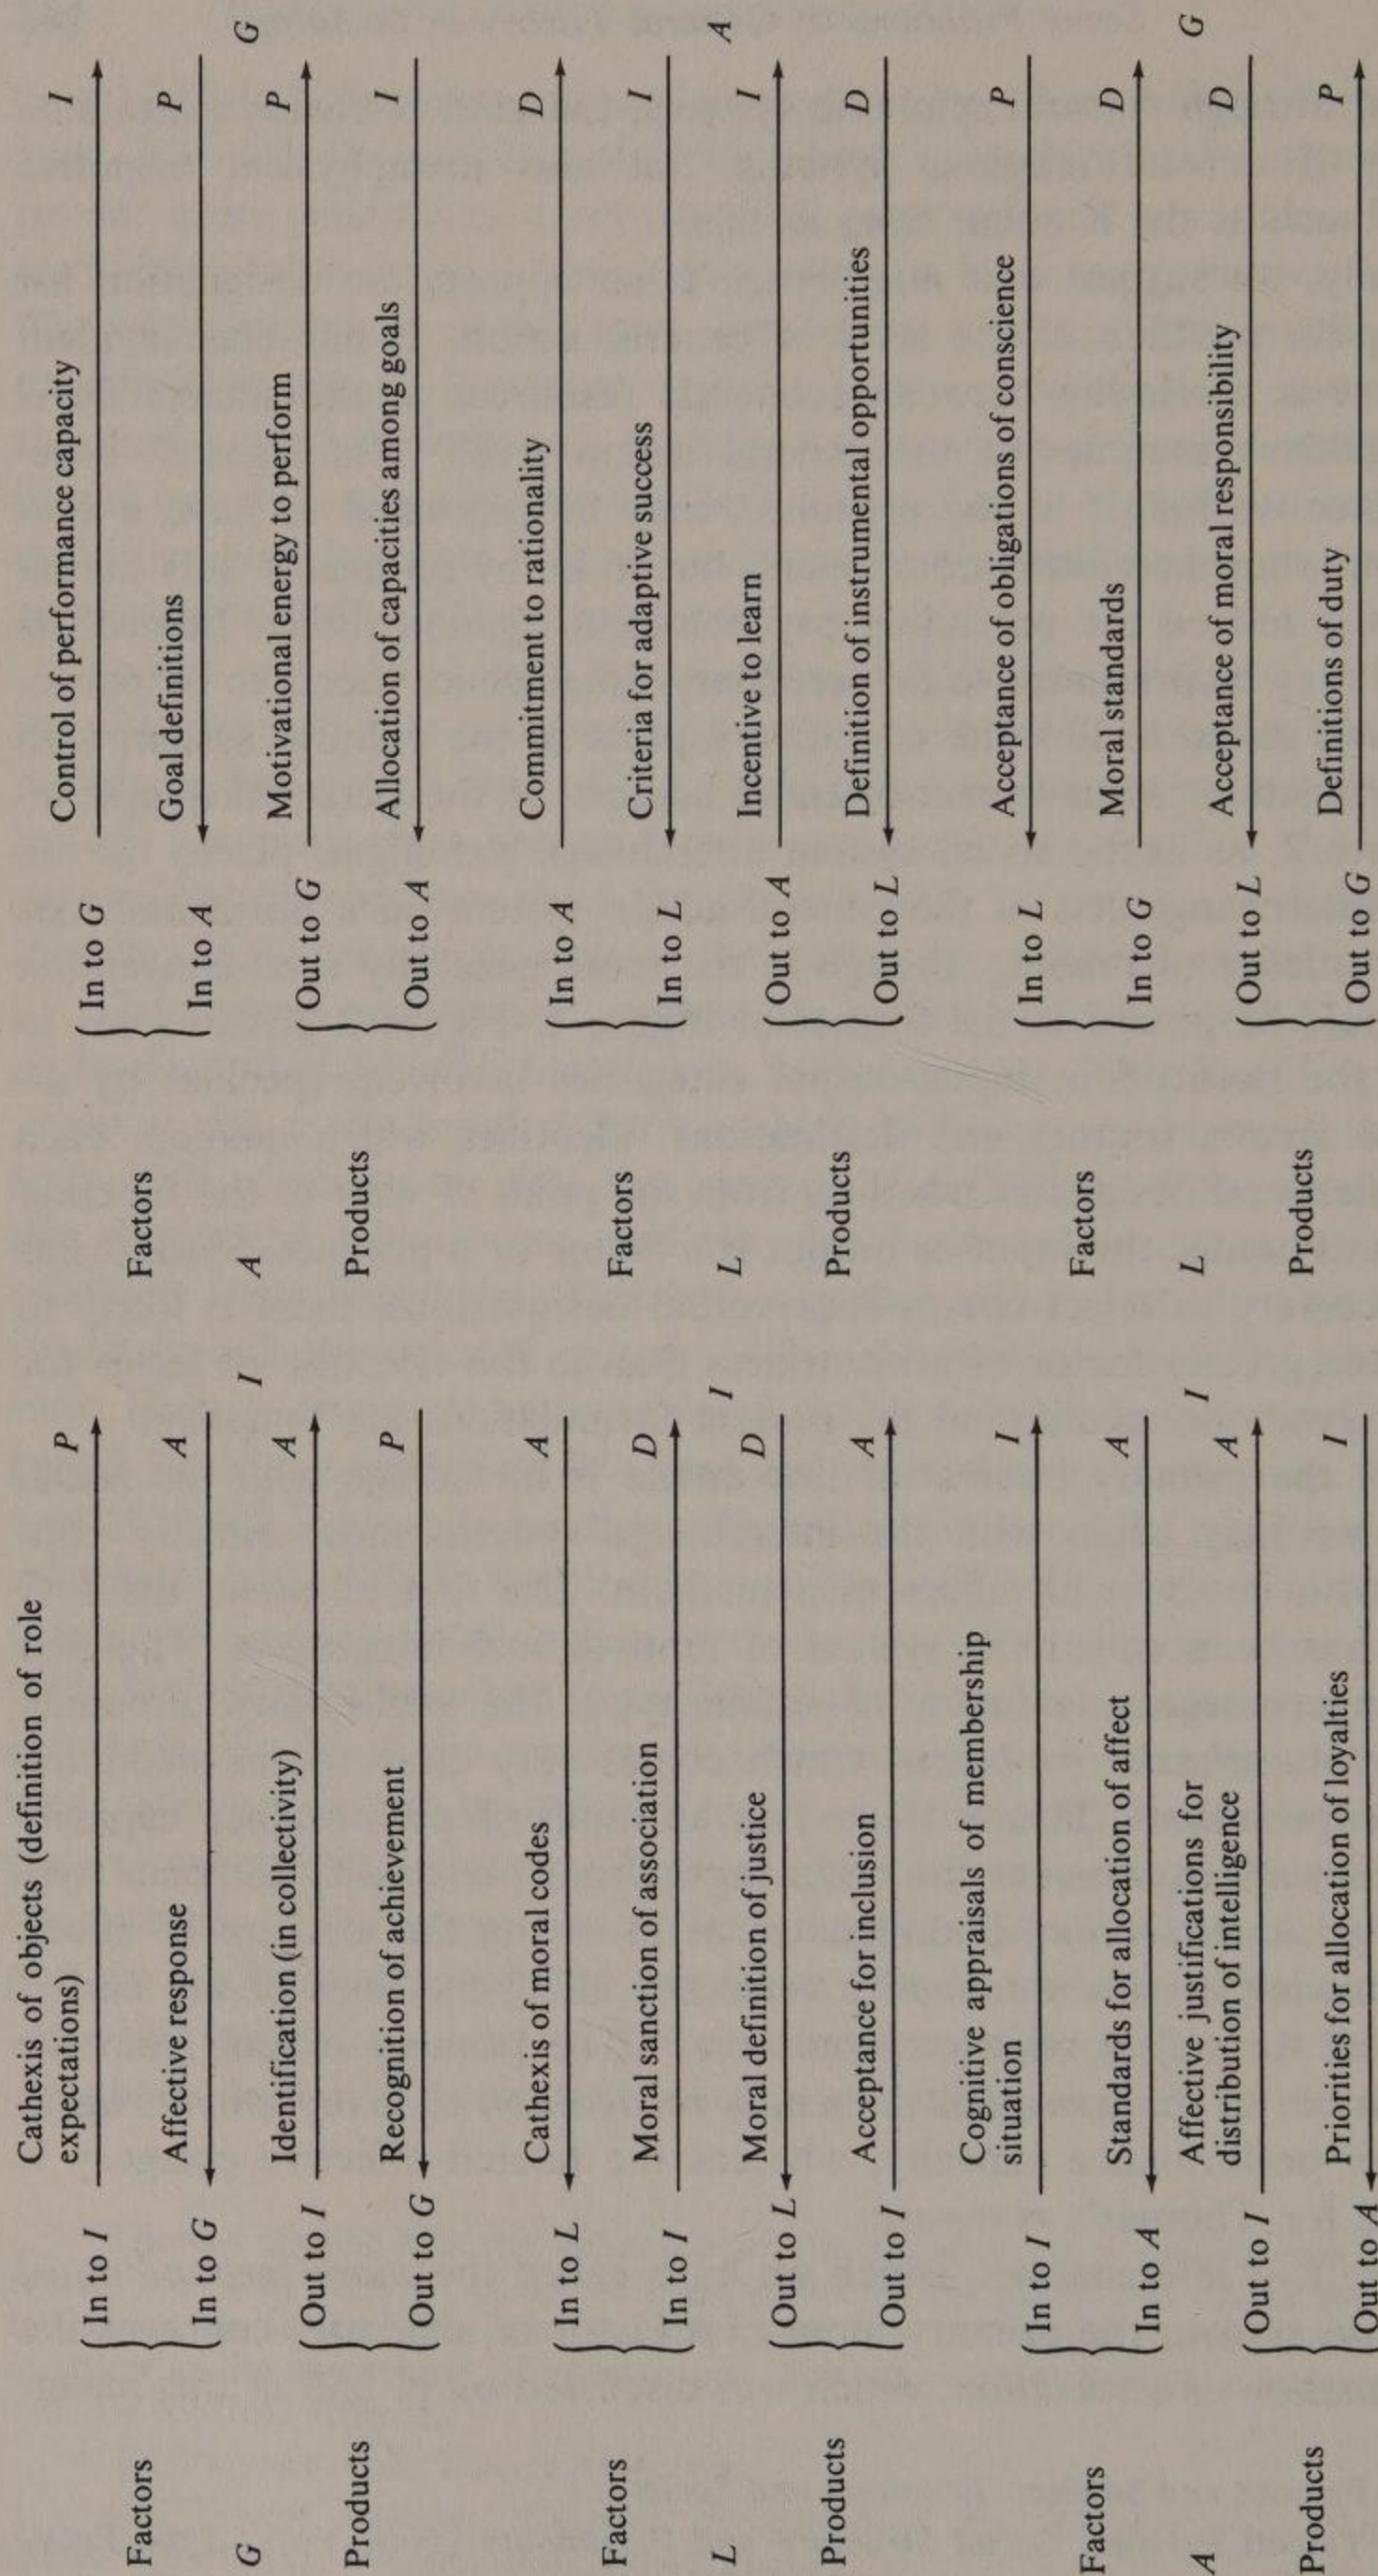 Cathexis of objects (definition of role
expectations) P
In to I
Factors
Affective response A
In to G
G I
Identification (in collectivity) A
Out to I
Products
Recognition of achievement P
Out to G
Cathexis of moral codes A
In to L
Factors
Moral sanction of association D
In to I
L I
Moral definition of justice D
Out to L
Products
Acceptance for inclusion A
Out to I
Cognitive appraisals of membership
situation I
In to I
Factors
Standards for allocation of affect A
In to A
A I
Affective justifications for
distribution of intelligence A
Out to I
Products
Priorities for allocation of loyalties I
Out to A
Control of performance capacity I
In to G
Factors
Goal definitions P
In to A
A G
Motivational energy to perform P
Out to G
Products
Allocation of capacities among goals I
Out to A
Commitment to rationality D
In to A
Factors
Criteria for adaptive success I
In to L
L A
Incentive to learn I
Out to A
Products
Definition of instrumental opportunities D
Out to L
Acceptance of obligations of conscience P
In to L
Factors
Moral standards D
In to G
L G
Acceptance of moral responsibility D
Out to L
Products
Definitions of duty P
Out to G